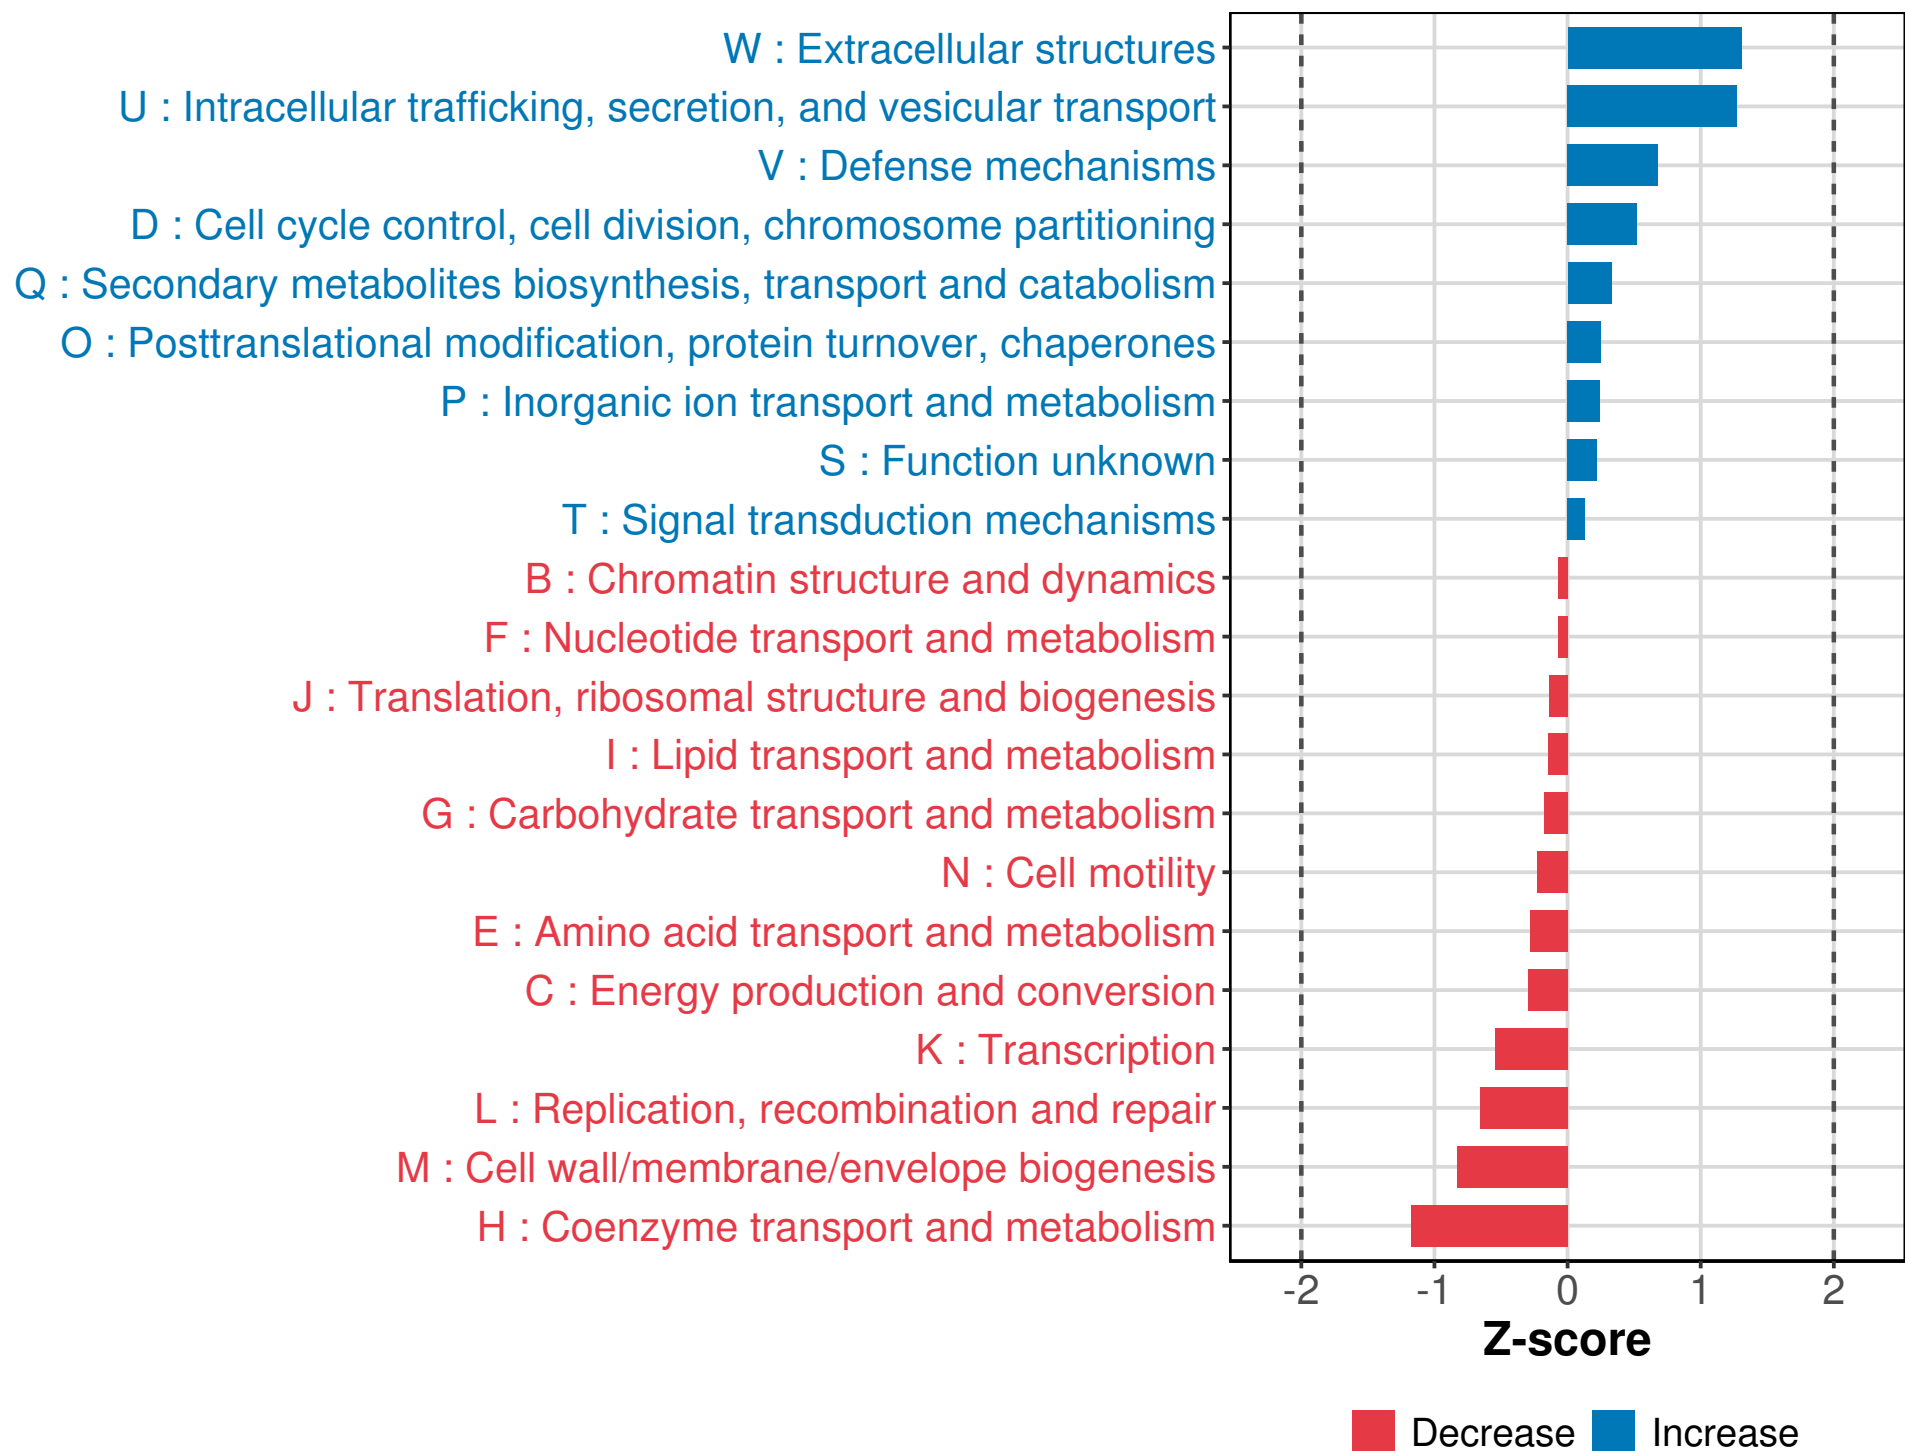 W : Extracellular structures
U : Intracellular trafficking, secretion, and vesicular transport
V : Defense mechanisms
D : Cell cycle control, cell division, chromosome partitioning
Q : Secondary metabolites biosynthesis, transport and catabolism
O : Posttranslational modification, protein turnover, chaperones
P : Inorganic ion transport and metabolism
S : Function unknown
T : Signal transduction mechanisms
B : Chromatin structure and dynamics
F : Nucleotide transport and metabolism
J : Translation, ribosomal structure and biogenesis
I : Lipid transport and metabolism
G : Carbohydrate transport and metabolism
N : Cell motility
E : Amino acid transport and metabolism
C : Energy production and conversion
K : Transcription
L : Replication, recombination and repair
M : Cell wall/membrane/envelope biogenesis
H : Coenzyme transport and metabolism
-2 -1 0 1 2
Z-score
Decrease Increase